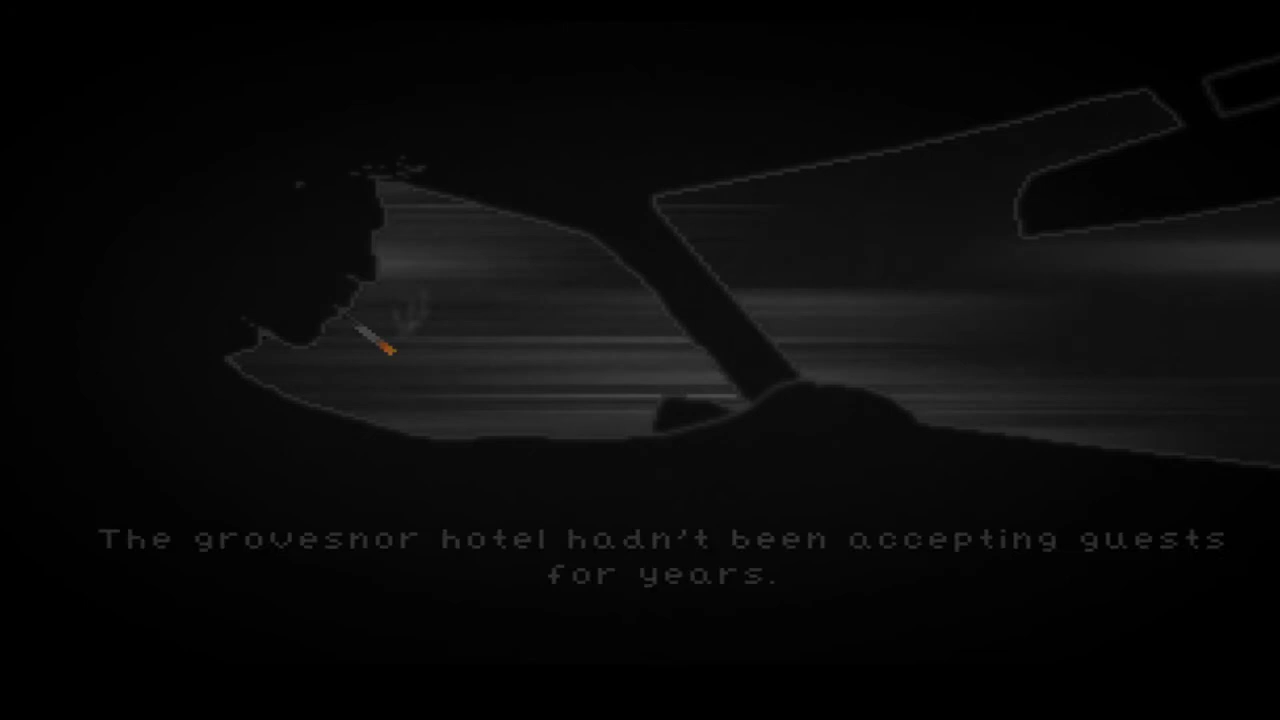 The grovesnor hotel hadn't been accepting guests
for years.